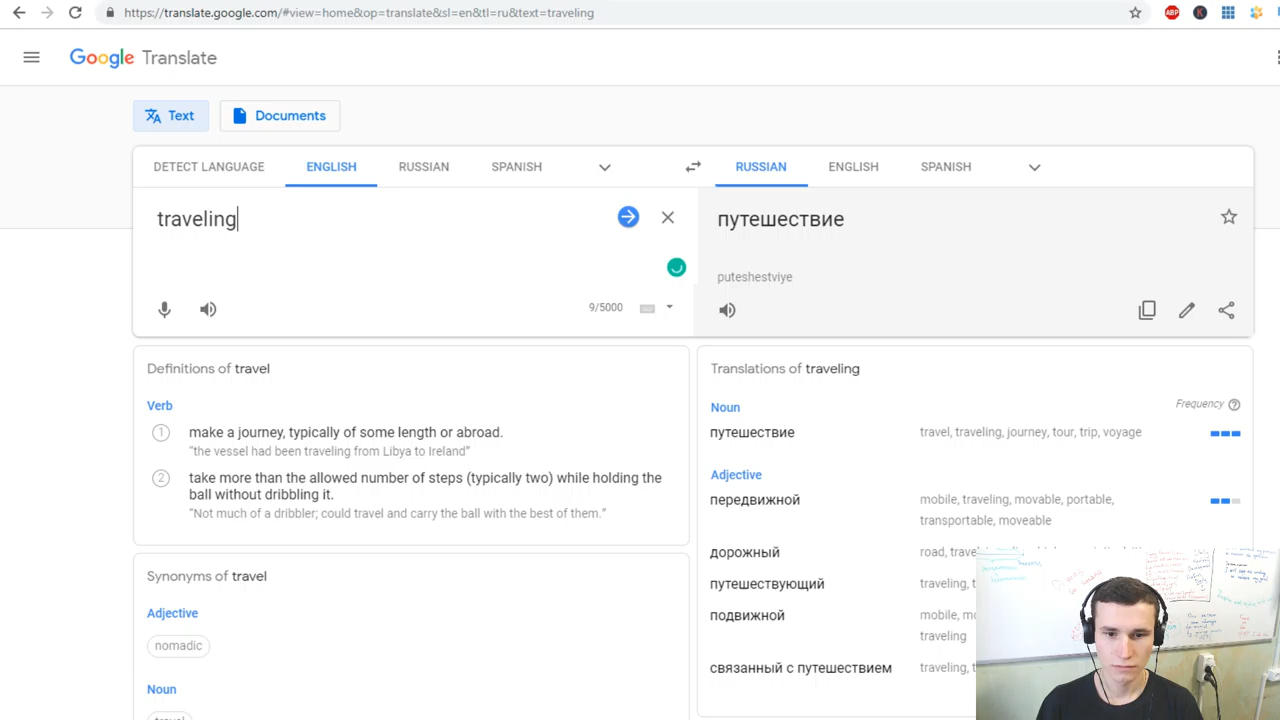 https://translate.google.com/#view=home&op=translate&sl=en&tl=ru&text=traveling
ABP
K
Google Translate
Text
Documents
DETECT LANGUAGE ENGLISH RUSSIAN SPANISH
RUSSIAN ENGLISH SPANISH
traveling
путешествие
puteshestviye
9/5000
Definitions of travel
Verb
1 make a journey, typically of some length or abroad.
"the vessel had been traveling from Libya to Ireland"
2 take more than the allowed number of steps (typically two) while holding the
ball without dribbling it.
"Not much of a dribbler; could travel and carry the ball with the best of them."
Synonyms of travel
Adjective
nomadic
Noun
travel
Translations of traveling
Noun
Frequency
путешествие travel, traveling, journey, tour, trip, voyage
Adjective
передвижной mobile, traveling, movable, portable,
transportable, moveable
дорожный road,
путешествующий traveling,
подвижной mobile,
traveling
связанный с путешествием traveling,